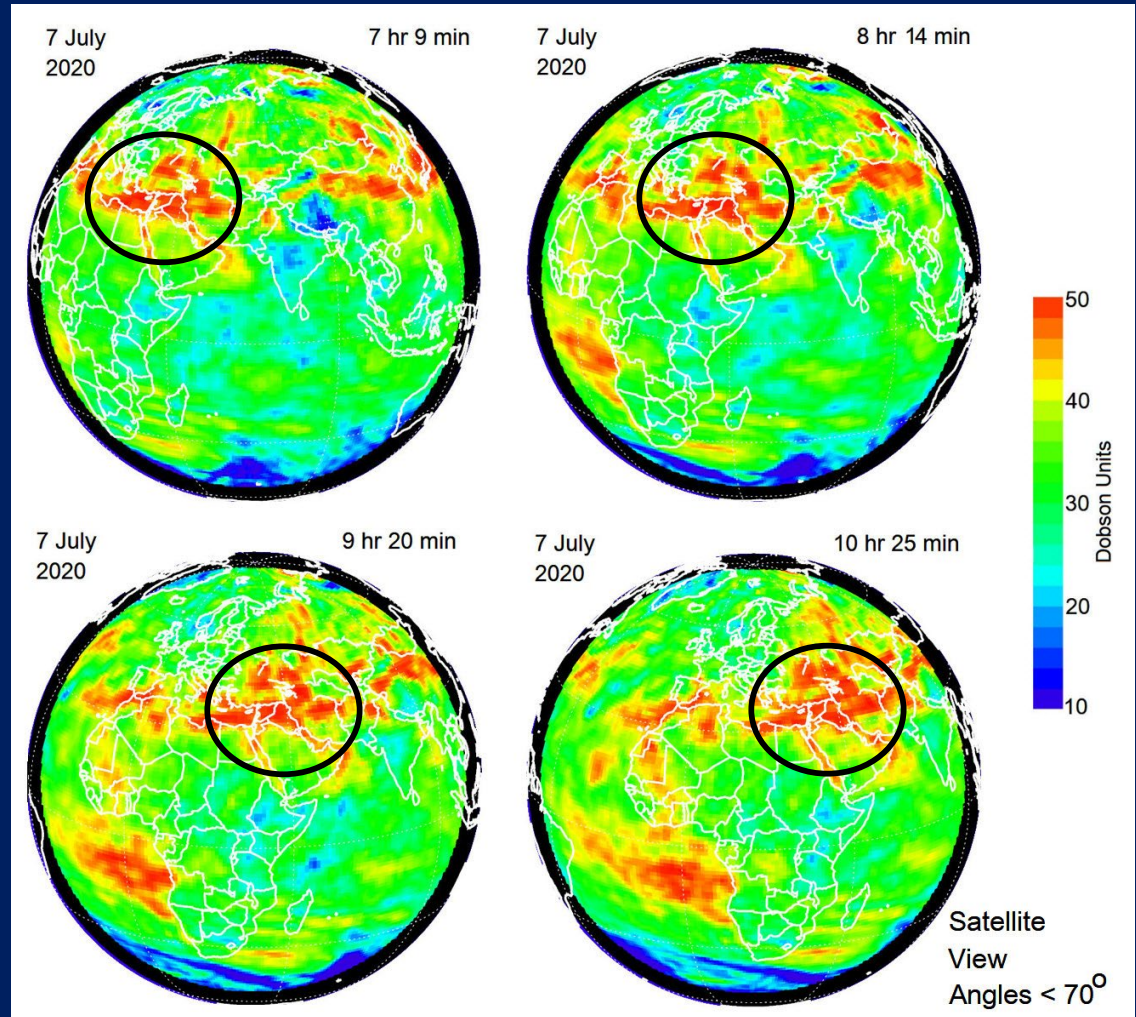 7 July
2020
7 hr 9 min
7 July
2020
8 hr 14 min
7 July
2020
9 hr 20 min
7 July
2020
10 hr 25 min
50
40
30
20
10
Dobson Units
Satellite
View
Angles < 70°